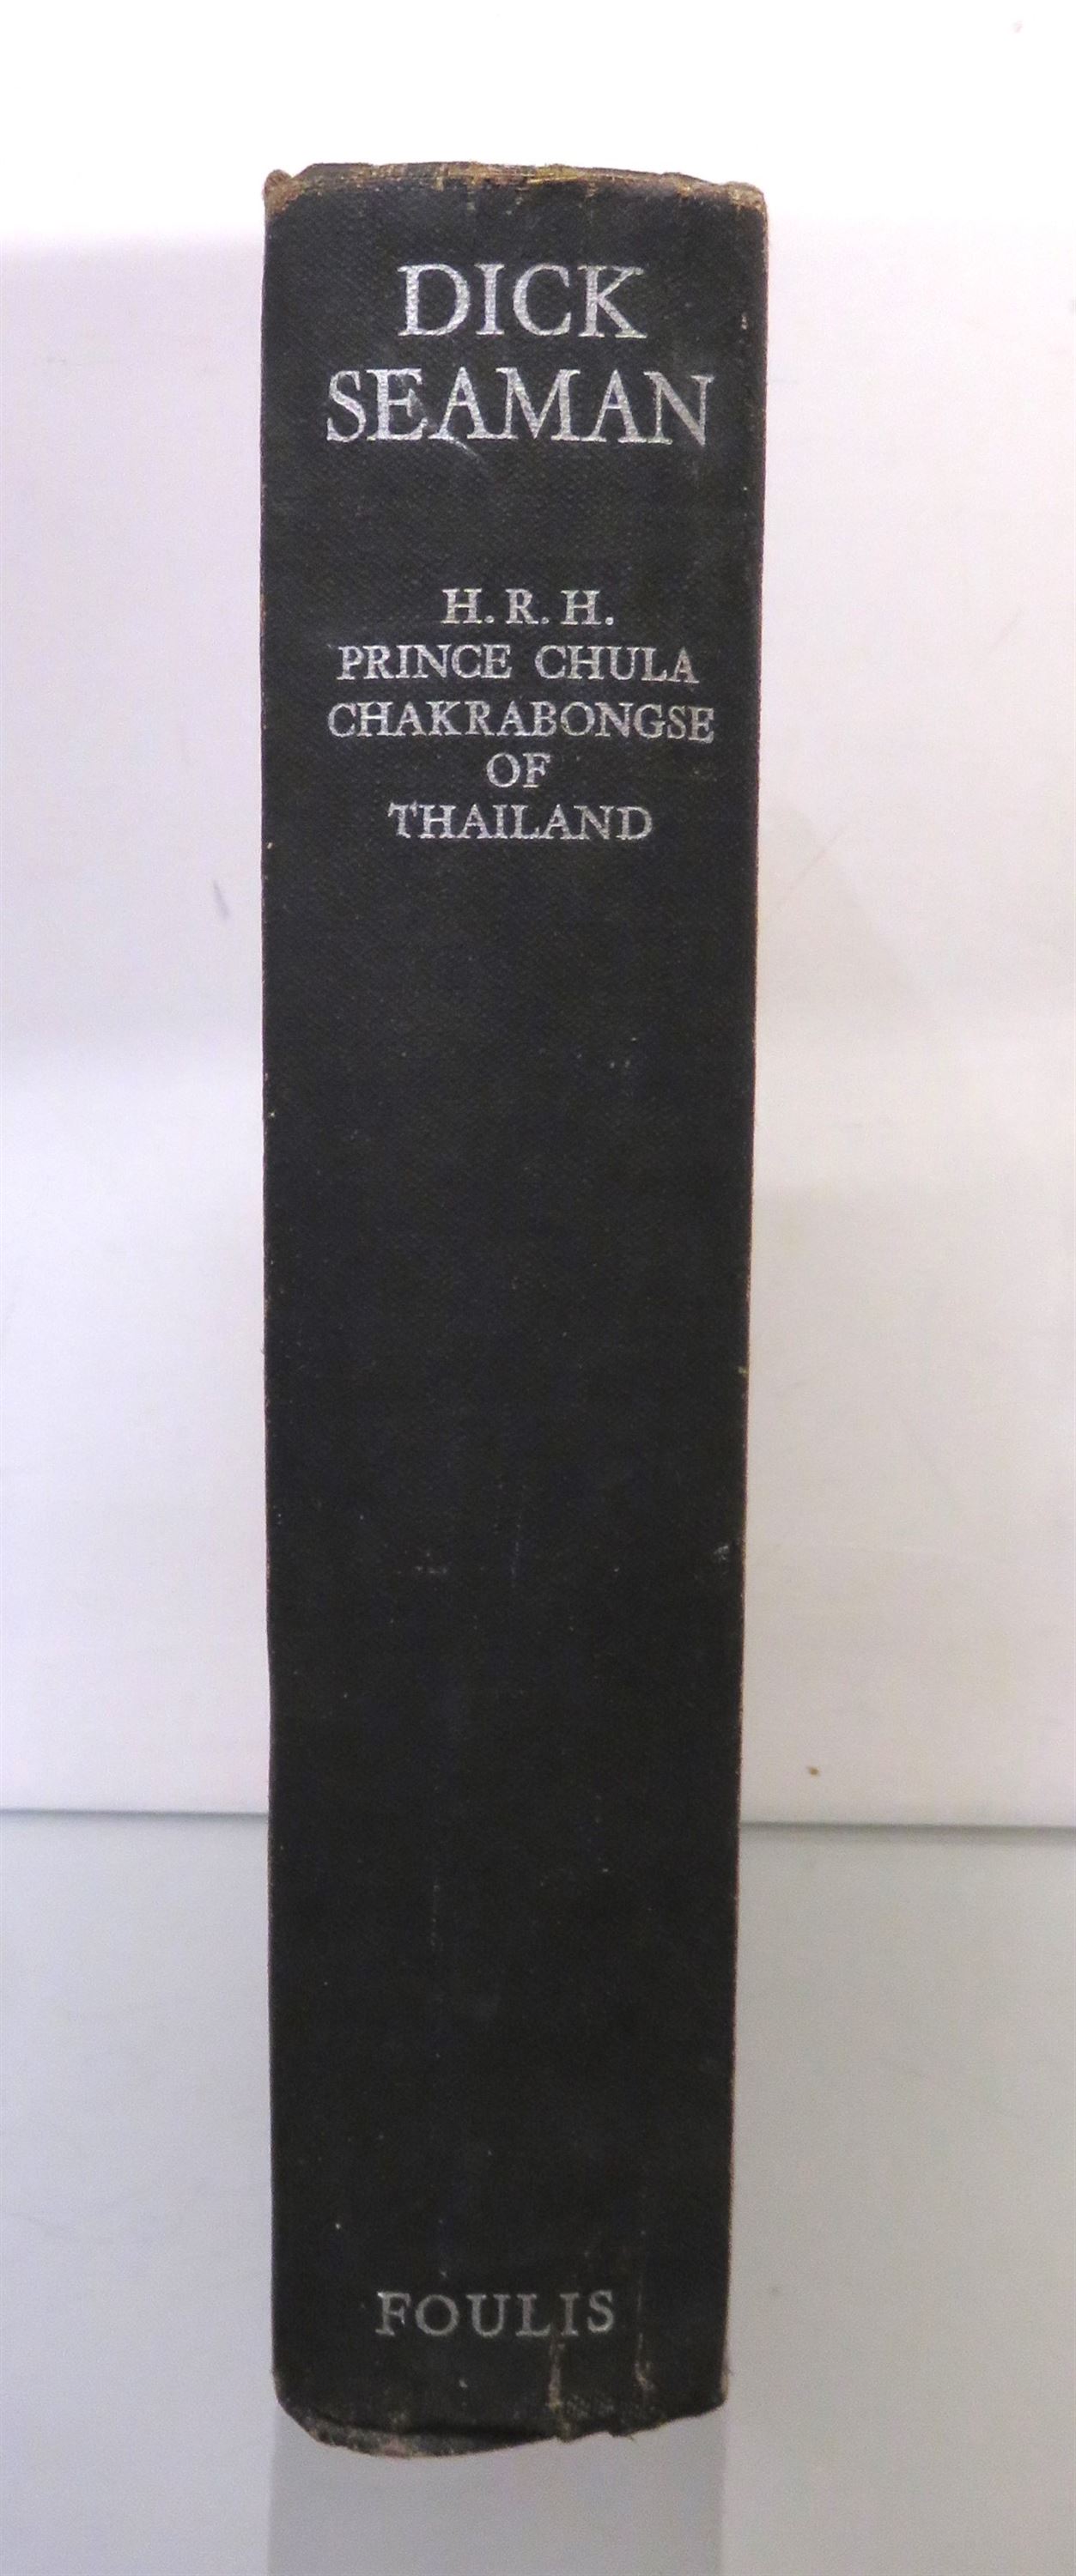 DICK
SEAMAN
H. R. H.
PRINCE CHULA
CHAKRABONGSE
OF
THAILAND
FOULIS